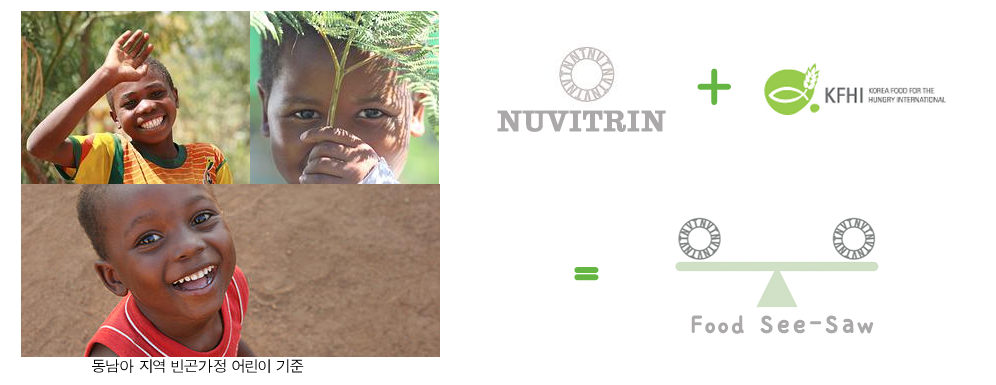 NUVITRIN
KFHI
KOREA FOOD FOR THE
HUNGRY INTERNATIONAL
Food See-Saw
동남아 지역 빈곤가정 어린이 기준